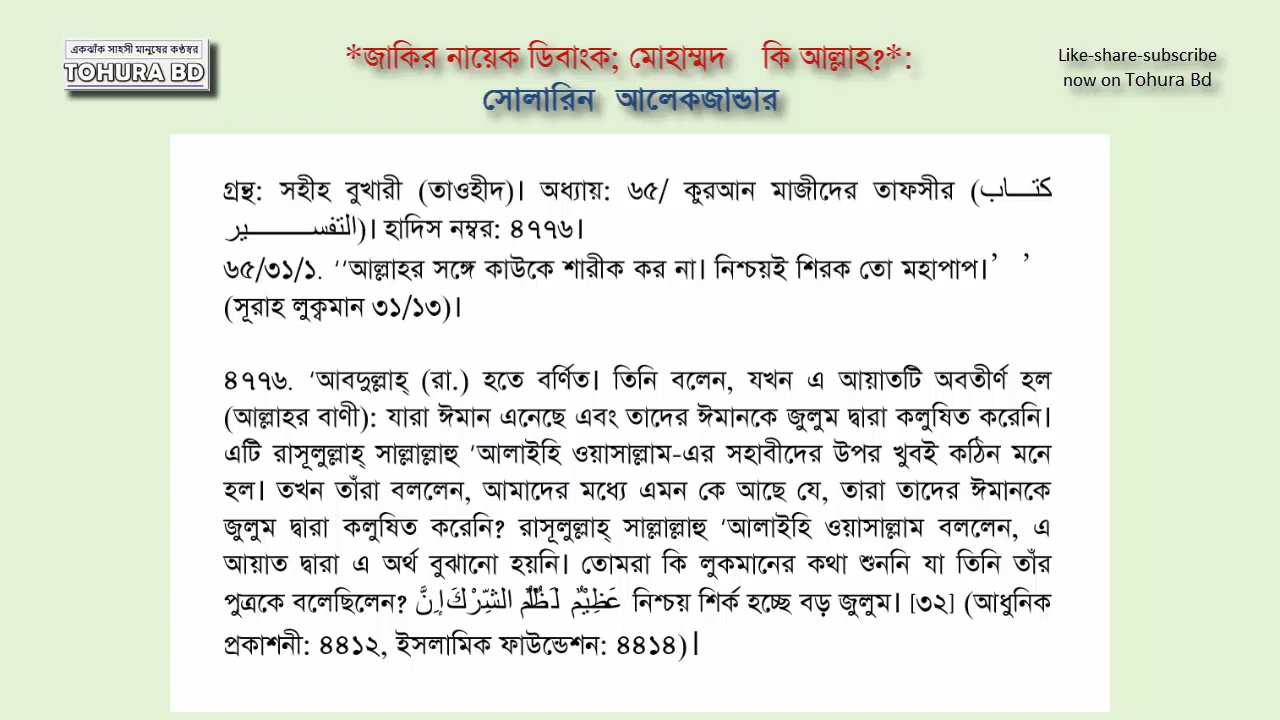 একঝাঁক সাহসী মানুষের কণ্ঠস্বর
TOHURA BD
*জাকির নায়েক ডিবাংক; মোহাম্মদ কি আল্লাহ?*:
সোলারিন আলেকজান্ডার
Like-share-subscribe
now on Tohura Bd
গ্রন্থ: সহীহ বুখারী (তাওহীদ)। অধ্যায়: ৬৫/ কুরআন মাজীদের তাফসীর (كتاب
التفسير)। হাদিস নম্বর: ৪৭৭৬।
৬৫/৩১/১. ''আল্লাহর সঙ্গে কাউকে শারীক কর না। নিশ্চয়ই শিরক তো মহাপাপ।’ ’
(সূরাহ লুক্বমান ৩১/১৩)।
৪৭৭৬. ‘আবদুল্লাহ্ (রা.) হতে বর্ণিত। তিনি বলেন, যখন এ আয়াতটি অবতীর্ণ হল
(আল্লাহর বাণী): যারা ঈমান এনেছে এবং তাদের ঈমানকে জুলুম দ্বারা কলুষিত করেনি।
এটি রাসূলুল্লাহ্ সাল্লাল্লাহু ‘আলাইহি ওয়াসাল্লাম-এর সহাবীদের উপর খুবই কঠিন মনে
হল। তখন তাঁরা বললেন, আমাদের মধ্যে এমন কে আছে যে, তারা তাদের ঈমানকে
জুলুম দ্বারা কলুষিত করেনি? রাসূলুল্লাহ্ সাল্লাল্লাহু ‘আলাইহি ওয়াসাল্লাম বললেন, এ
আয়াত দ্বারা এ অর্থ বুঝানো হয়নি। তোমরা কি লুকমানের কথা শুননি যা তিনি তাঁর
পুত্রকে বলেছিলেন? عَظِيْمٌ لَظُلْمٌ الشِّرْكَ إِنَّ নিশ্চয় শির্ক হচ্ছে বড় জুলুম। [৩২] (আধুনিক
প্রকাশনী: ৪৪১২, ইসলামিক ফাউন্ডেশন: ৪৪১৪)।